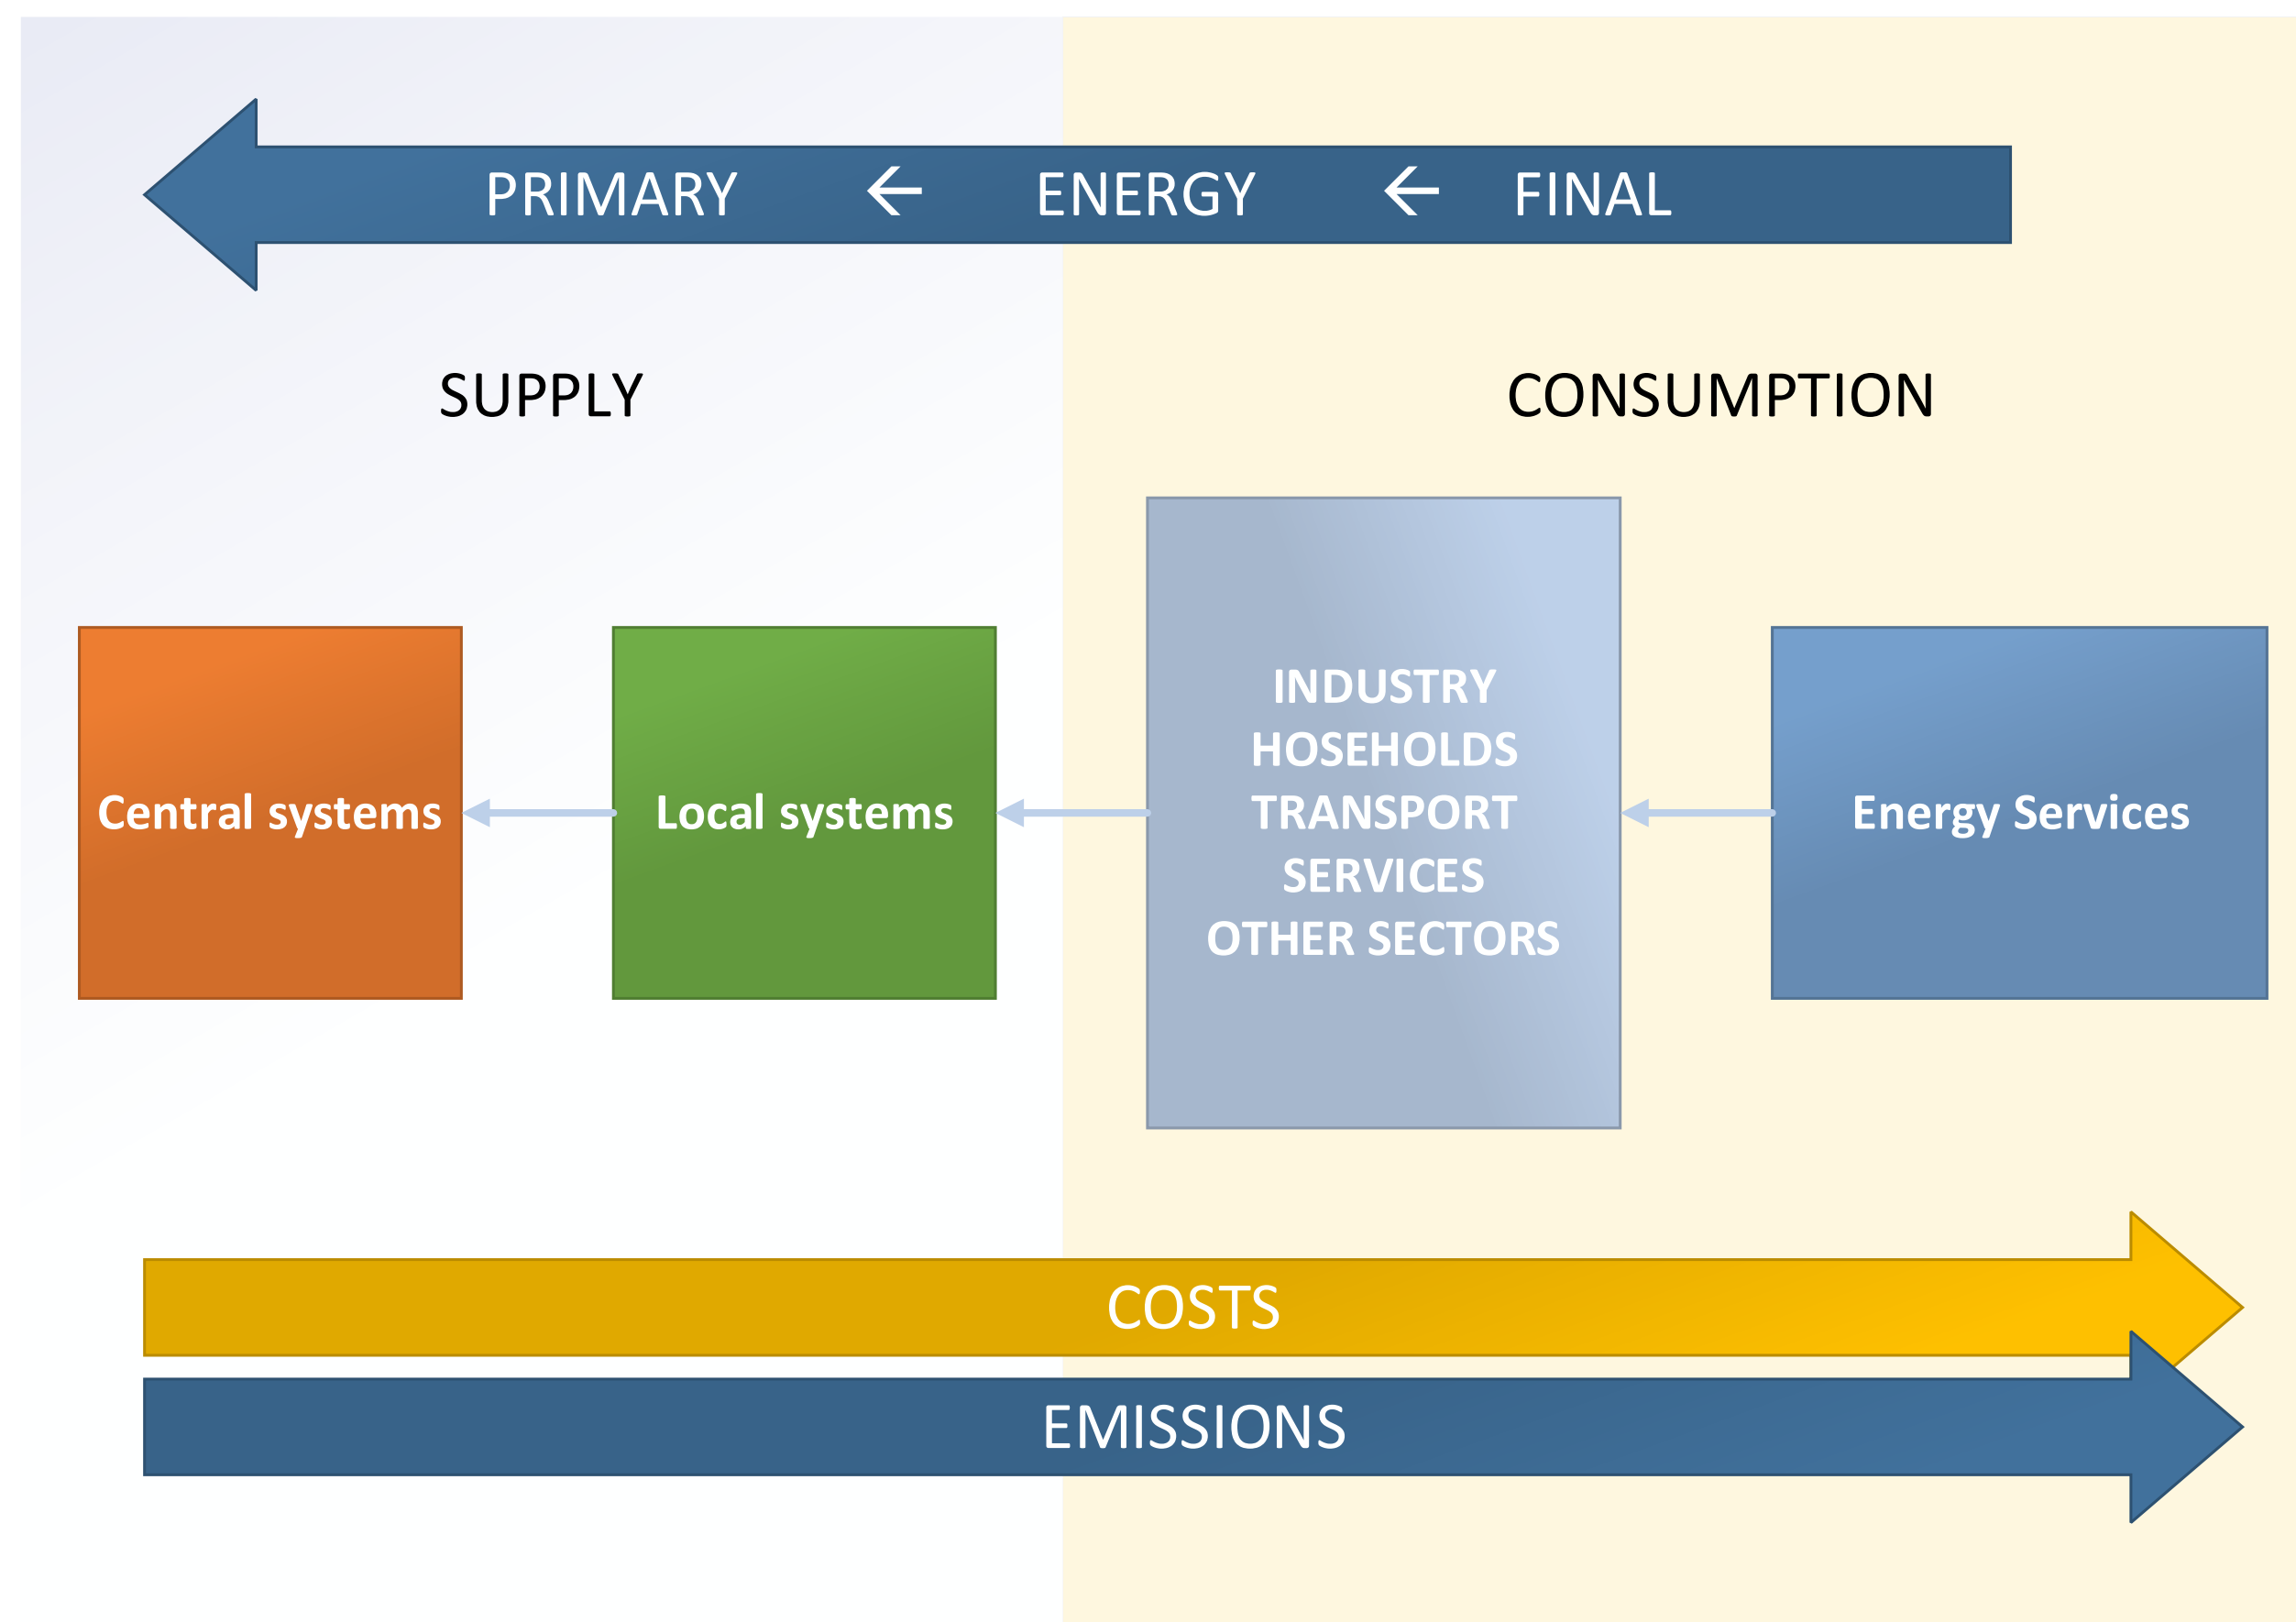 PRIMARY ← ENERGY ← FINAL
SUPPLY
CONSUMPTION
Central systems
Local systems
INDUSTRY
HOSEHOLDS
TRANSPORT
SERVICES
OTHER SECTORS
Energy Services
COSTS
EMISSIONS